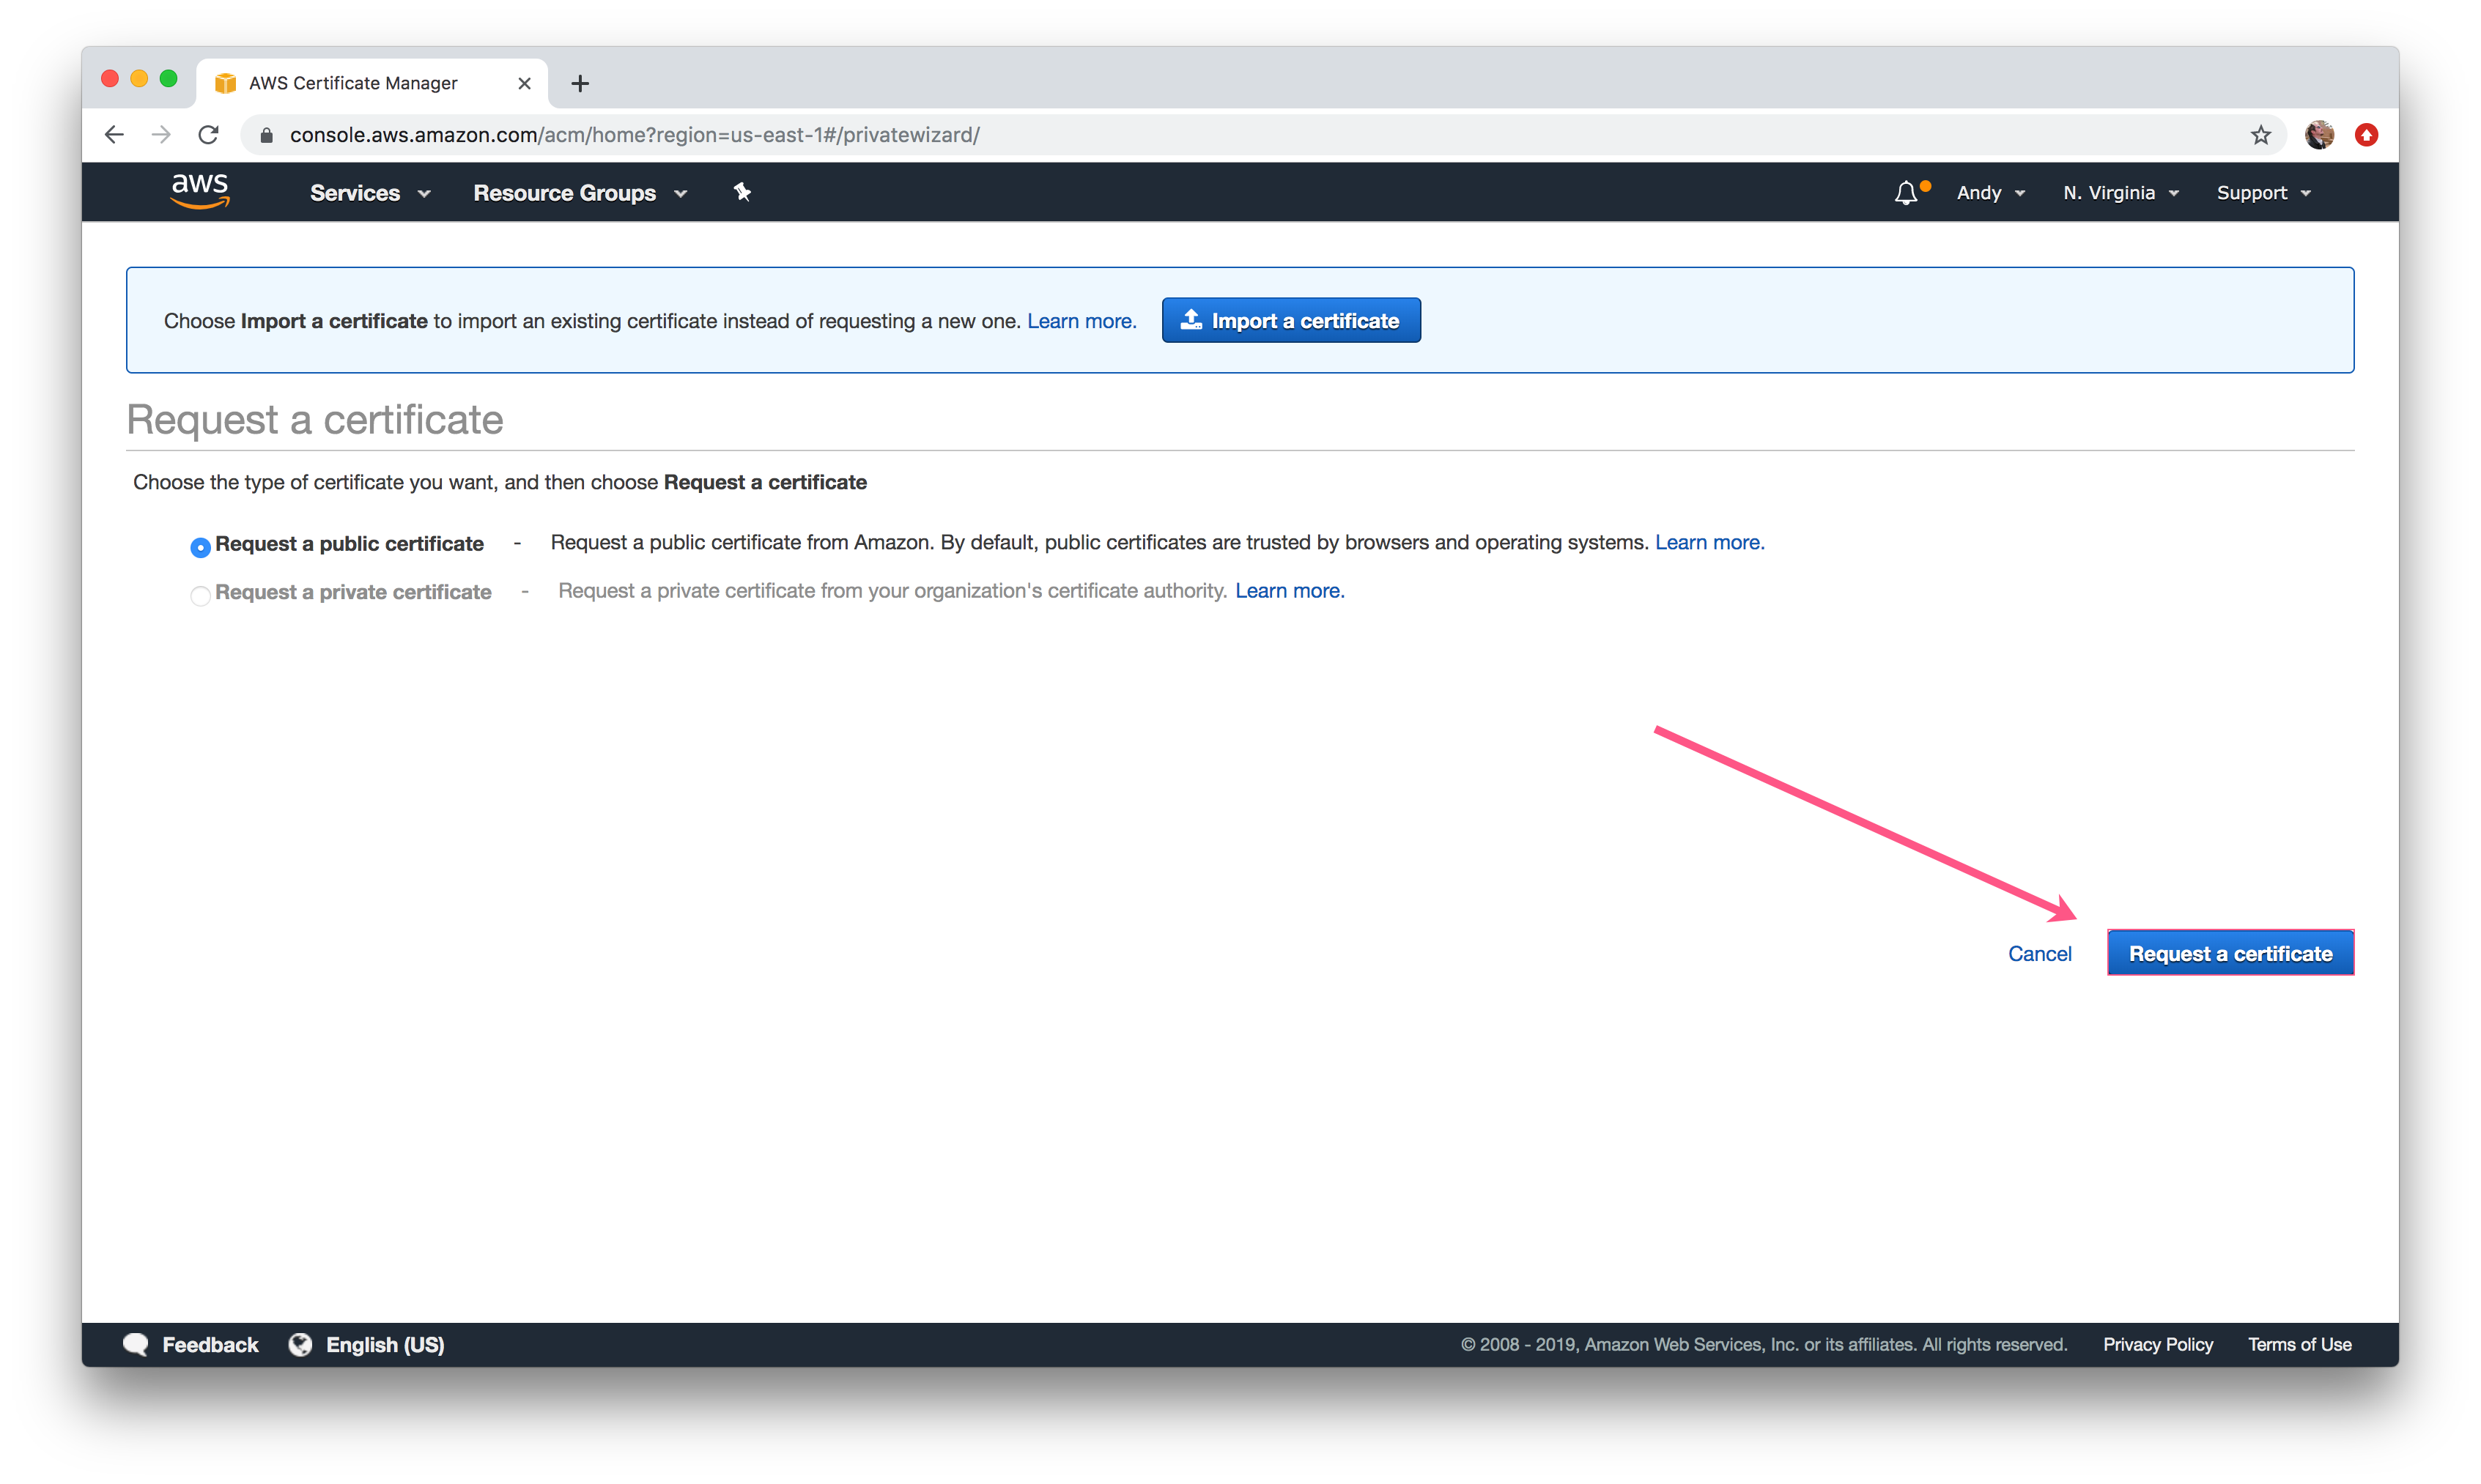 AWS Certificate Manager
console.aws.amazon.com/acm/home?region=us-east-1#/privatewizard/
aws Services Resource Groups Andy N. Virginia Support
Choose Import a certificate to import an existing certificate instead of requesting a new one. Learn more. Import a certificate
Request a certificate
Choose the type of certificate you want, and then choose Request a certificate
Request a public certificate - Request a public certificate from Amazon. By default, public certificates are trusted by browsers and operating systems. Learn more.
Request a private certificate - Request a private certificate from your organization's certificate authority. Learn more.
Cancel Request a certificate
Feedback English (US) © 2008 - 2019, Amazon Web Services, Inc. or its affiliates. All rights reserved. Privacy Policy Terms of Use